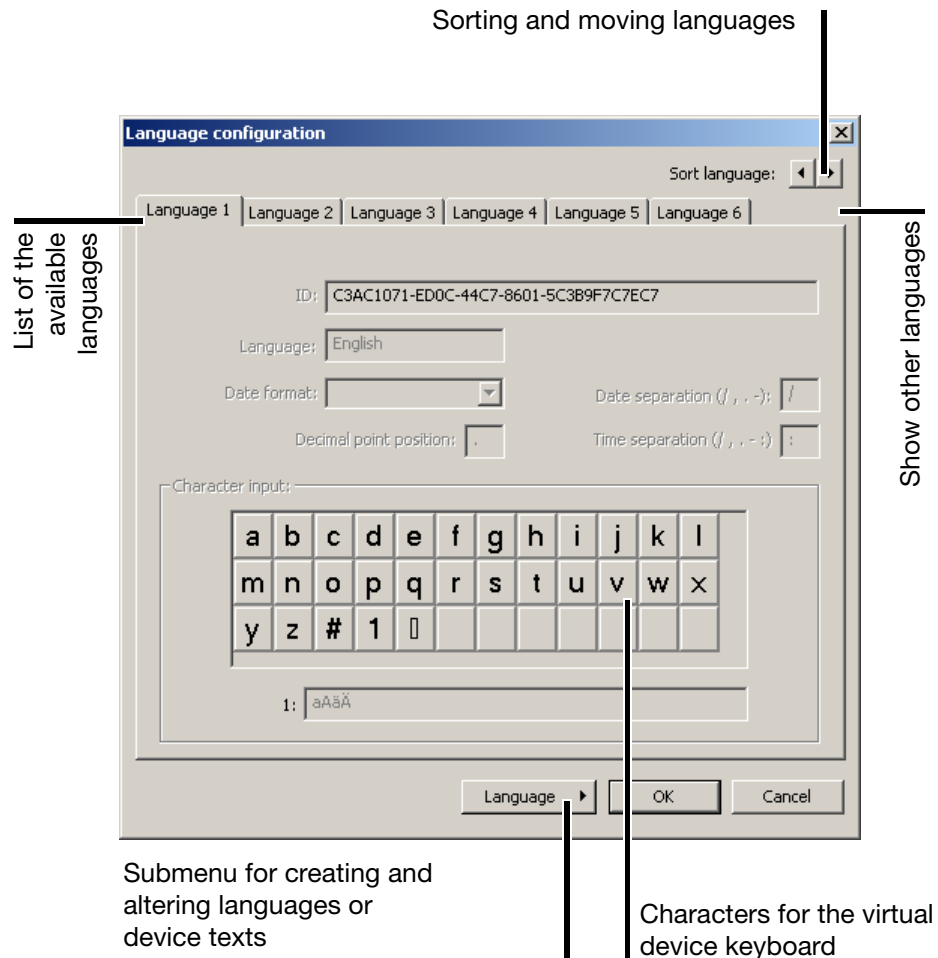 Sorting and moving languages
Language configuration
Sort language:
Language 1 Language 2 Language 3 Language 4 Language 5 Language 6
List of the
available
languages
Show other languages
ID: C3AC1071-ED0C-44C7-8601-5C3B9F7C7EC7
Language: English
Date format: Date separation (/ , . -): /
Decimal point position: . Time separation (/ , . - :) :
Character input:
a b c d e f g h i j k l
m n o p q r s t u v w x
y z # 1 ▯
1: aAäÄ
Language OK Cancel
Submenu for creating and
altering languages or
device texts
Characters for the virtual
device keyboard